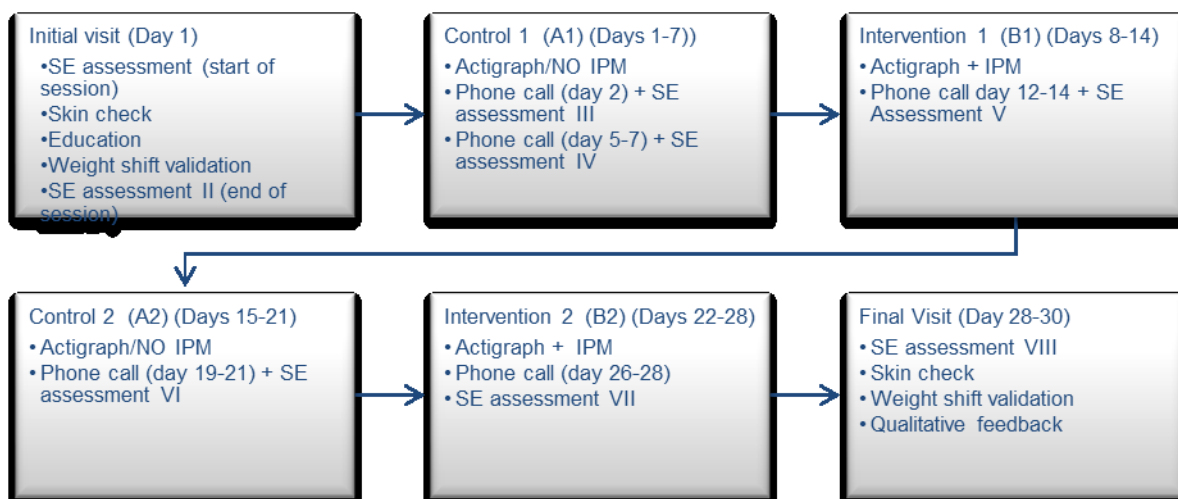 Initial visit (Day 1)
•SE assessment (start of
session)
•Skin check
•Education
•Weight shift validation
•SE assessment II (end of
session)
Control 1 (A1) (Days 1-7))
• Actigraph/NO IPM
• Phone call (day 2) + SE
assessment III
• Phone call (day 5-7) + SE
assessment IV
Intervention 1 (B1) (Days 8-14)
• Actigraph + IPM
• Phone call day 12-14 + SE
Assessment V
Control 2 (A2) (Days 15-21)
• Actigraph/NO IPM
• Phone call (day 19-21) + SE
assessment VI
Intervention 2 (B2) (Days 22-28)
• Actigraph + IPM
• Phone call (day 26-28)
• SE assessment VII
Final Visit (Day 28-30)
• SE assessment VIII
• Skin check
• Weight shift validation
• Qualitative feedback